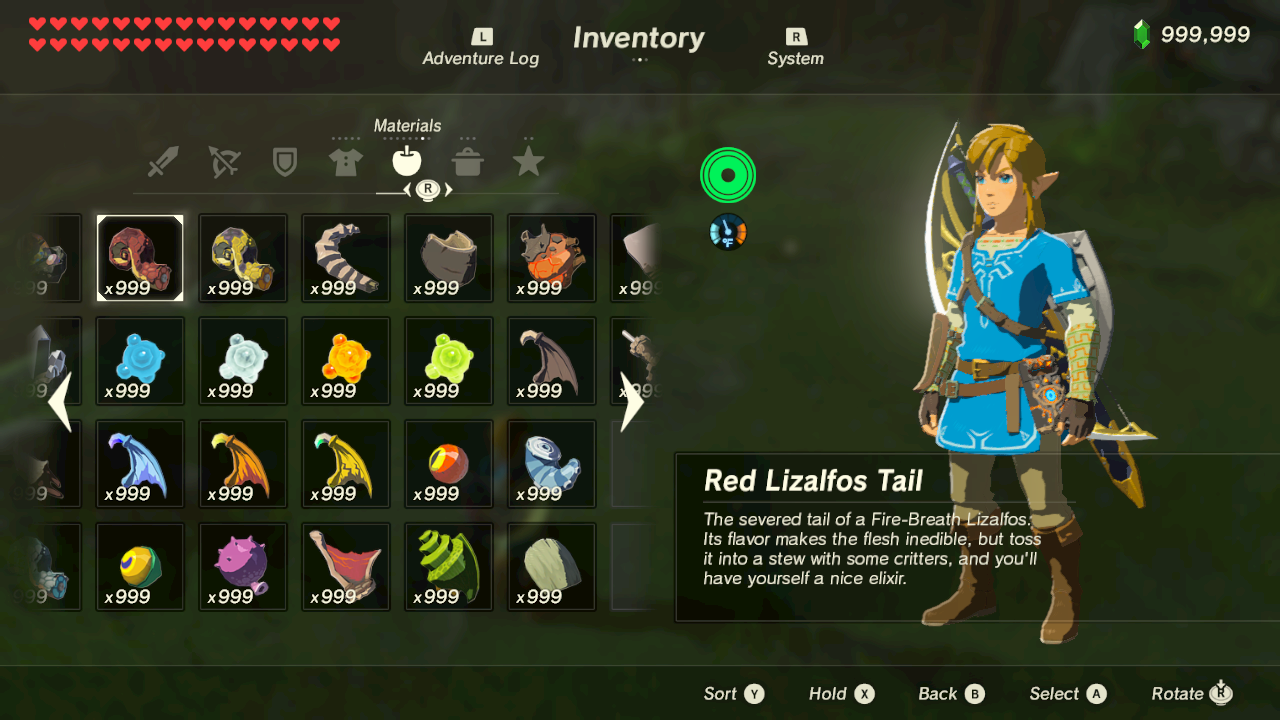 L
Adventure Log
Inventory
R
System
999,999
Materials
R
999
x999
x999
x999
x999
x999
x999
x999
x999
x999
x999
x999
x999
999
x999
x999
x999
x999
x999
999
x999
x999
x999
x999
x999
°F
Red Lizalfos Tail
The severed tail of a Fire-Breath Lizalfos.
Its flavor makes the flesh inedible, but toss
it into a stew with some critters, and you'll
have yourself a nice elixir.
Sort Y
Hold X
Back B
Select A
Rotate R